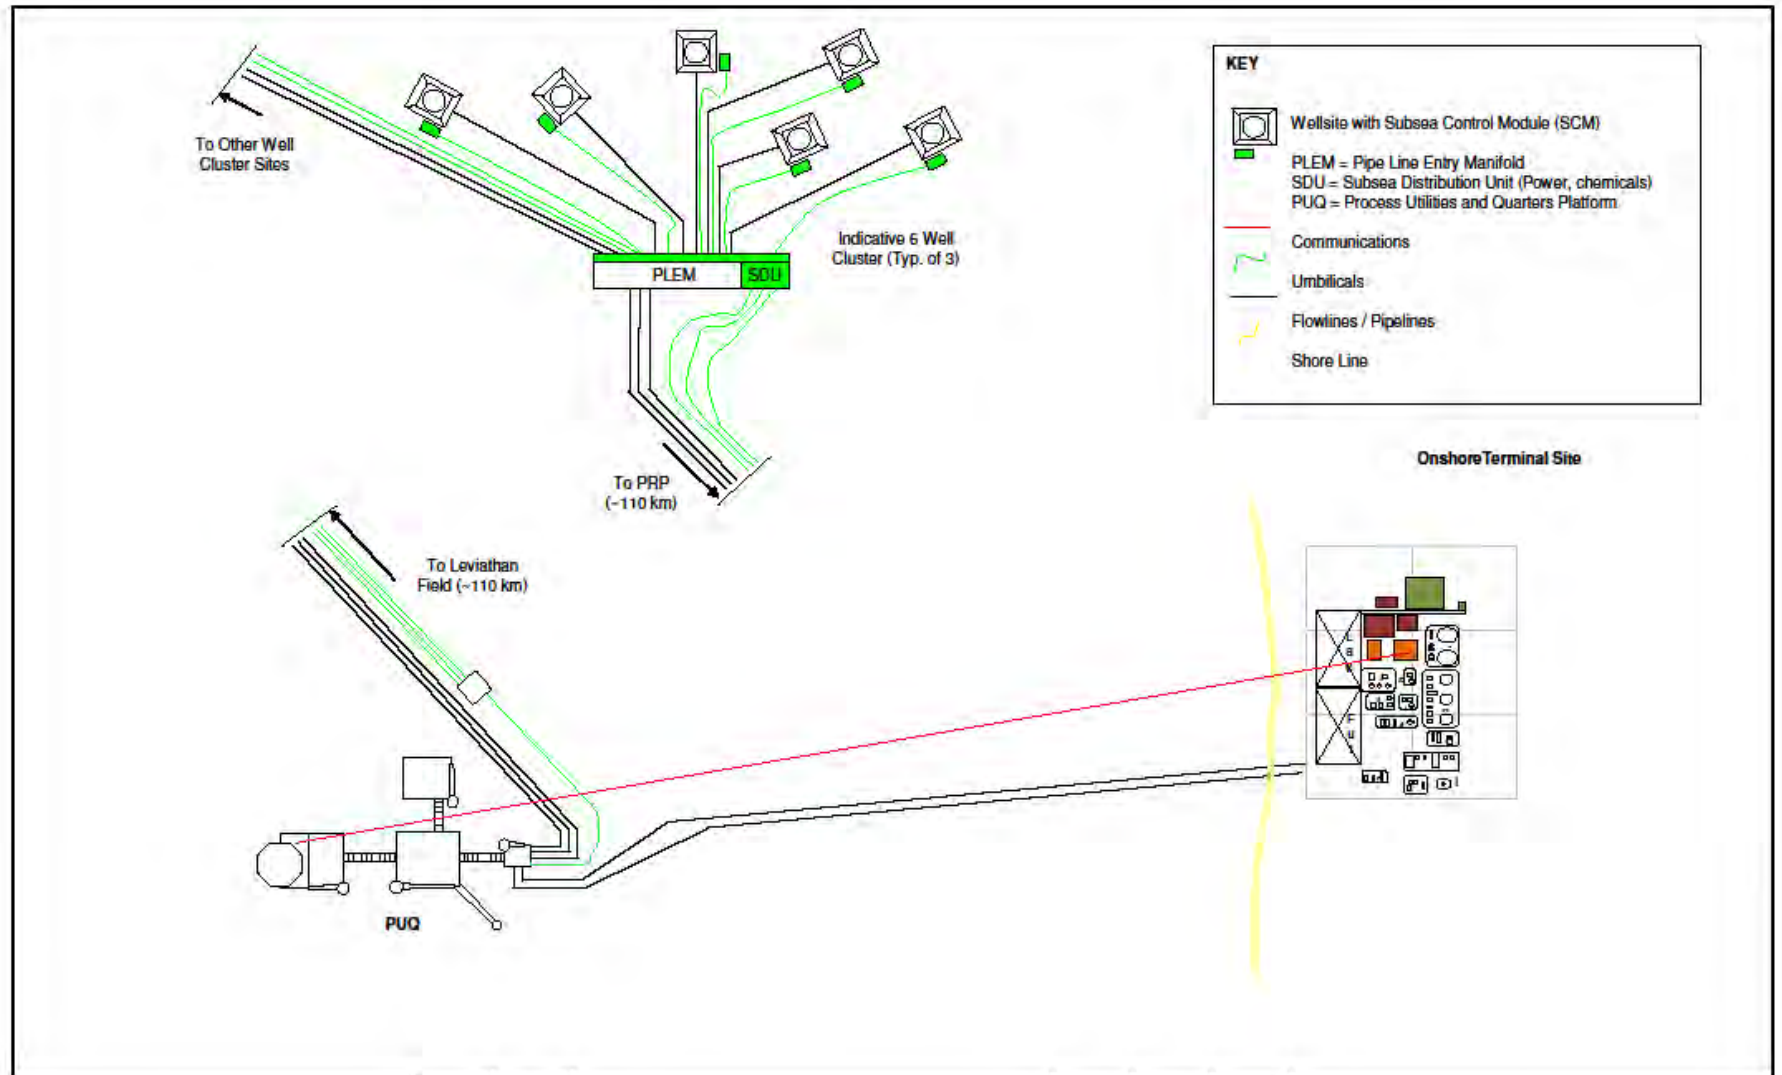 To Other Well
Cluster Sites
Indicative 6 Well
Cluster (Typ. of 3)
PLEM
SDU
To PRP
(~110 km)
KEY
Wellsite with Subsea Control Module (SCM)
PLEM = Pipe Line Entry Manifold
SDU = Subsea Distribution Unit (Power, chemicals)
PUQ = Process Utilities and Quarters Platform
Communications
Umbilicals
Flowlines / Pipelines
Shore Line
OnshoreTerminal Site
To Leviathan
Field (~110 km)
PUQ